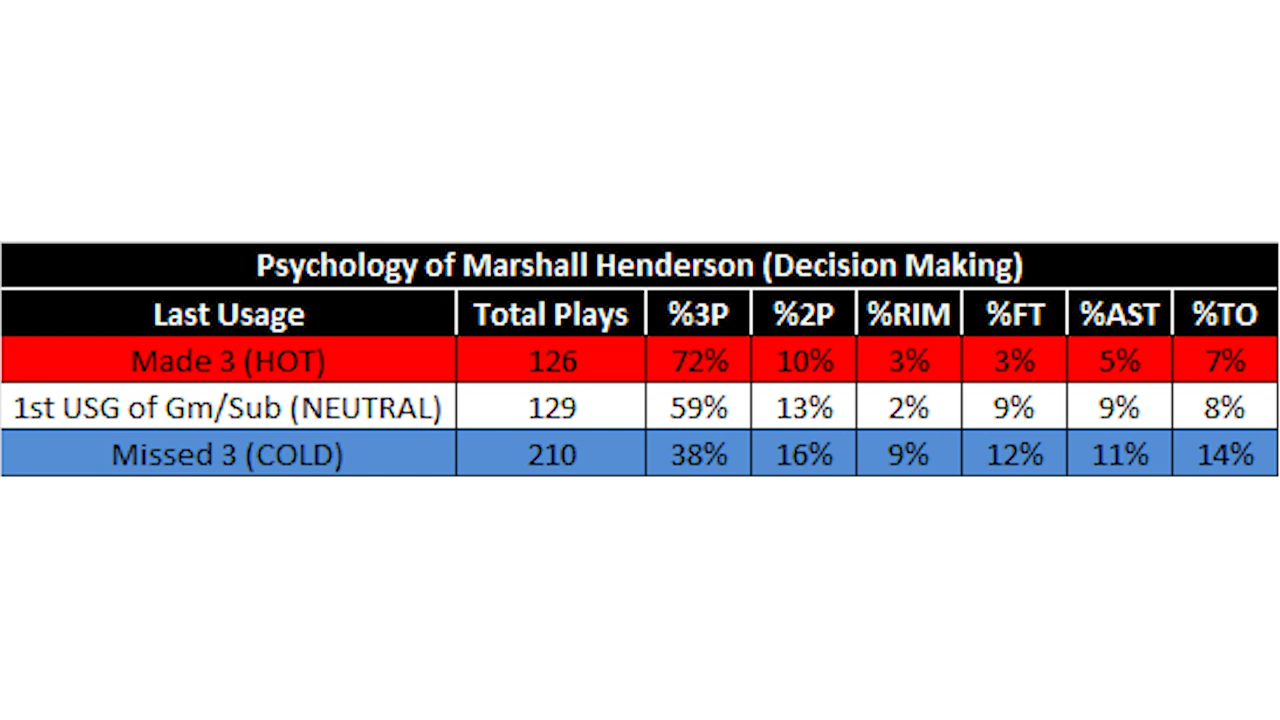 Psychology of Marshall Henderson (Decision Making)
Last Usage Total Plays %3P %2P %RIM %FT %AST %TO
Made 3 (HOT) 126 72% 10% 3% 3% 5% 7%
1st USG of Gm/Sub (NEUTRAL) 129 59% 13% 2% 9% 9% 8%
Missed 3 (COLD) 210 38% 16% 9% 12% 11% 14%